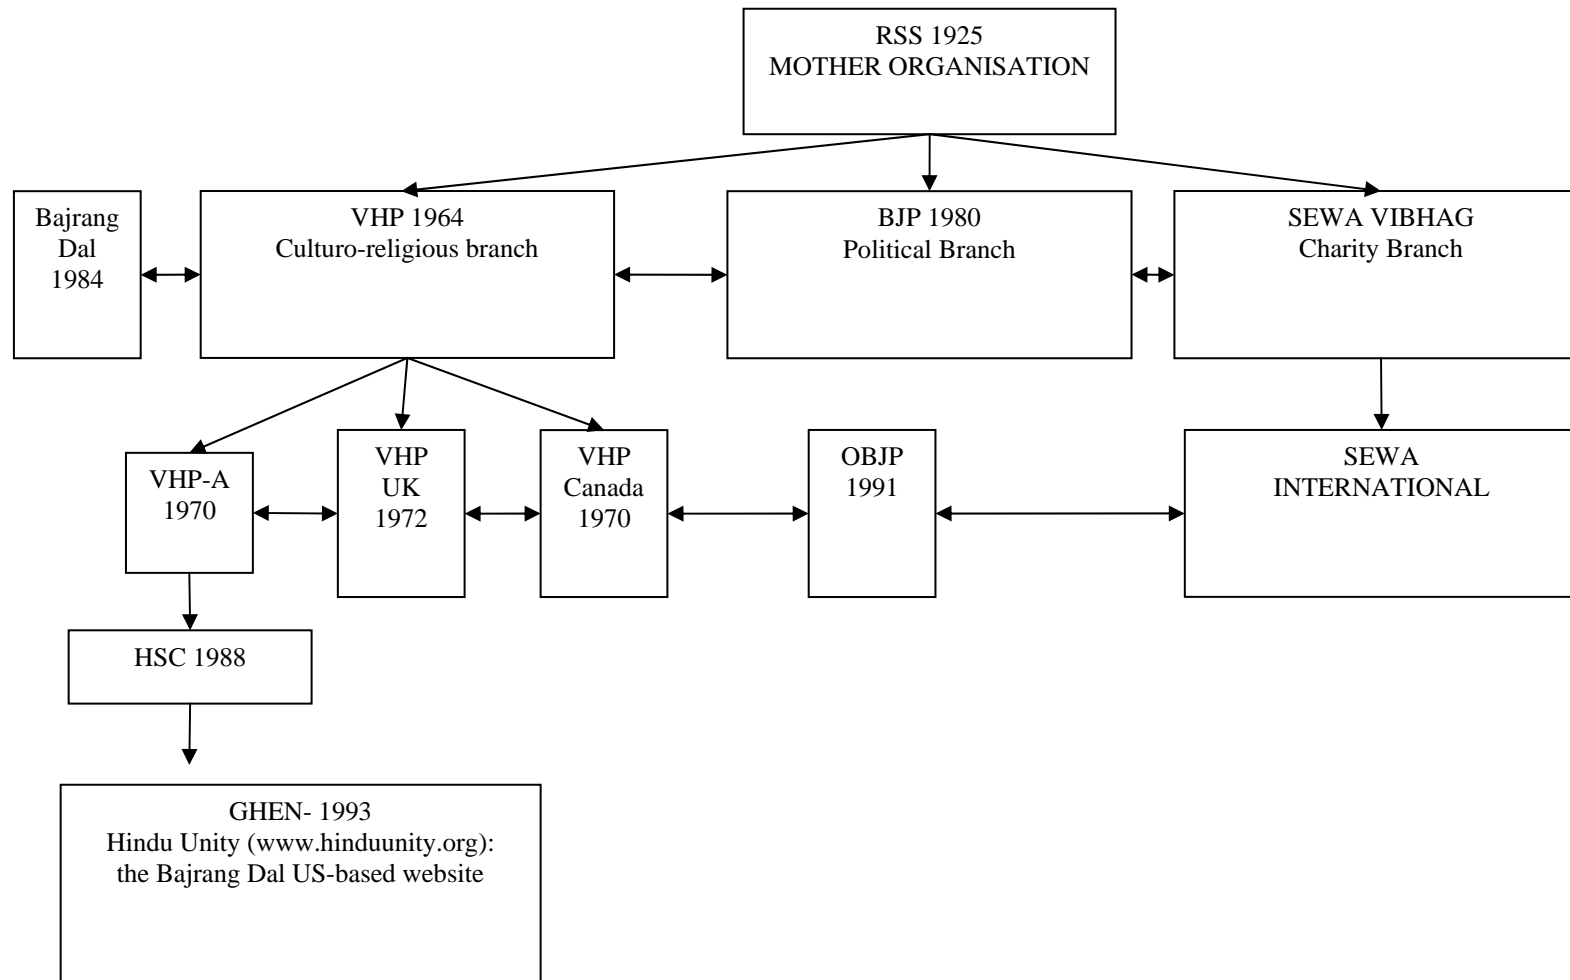 RSS 1925
MOTHER ORGANISATION
Bajrang
Dal
1984
VHP 1964
Culturo-religious branch
BJP 1980
Political Branch
SEWA VIBHAG
Charity Branch
VHP-A
1970
VHP
UK
1972
VHP
Canada
1970
OBJP
1991
SEWA
INTERNATIONAL
HSC 1988
GHEN- 1993
Hindu Unity (www.hinduunity.org):
the Bajrang Dal US-based website